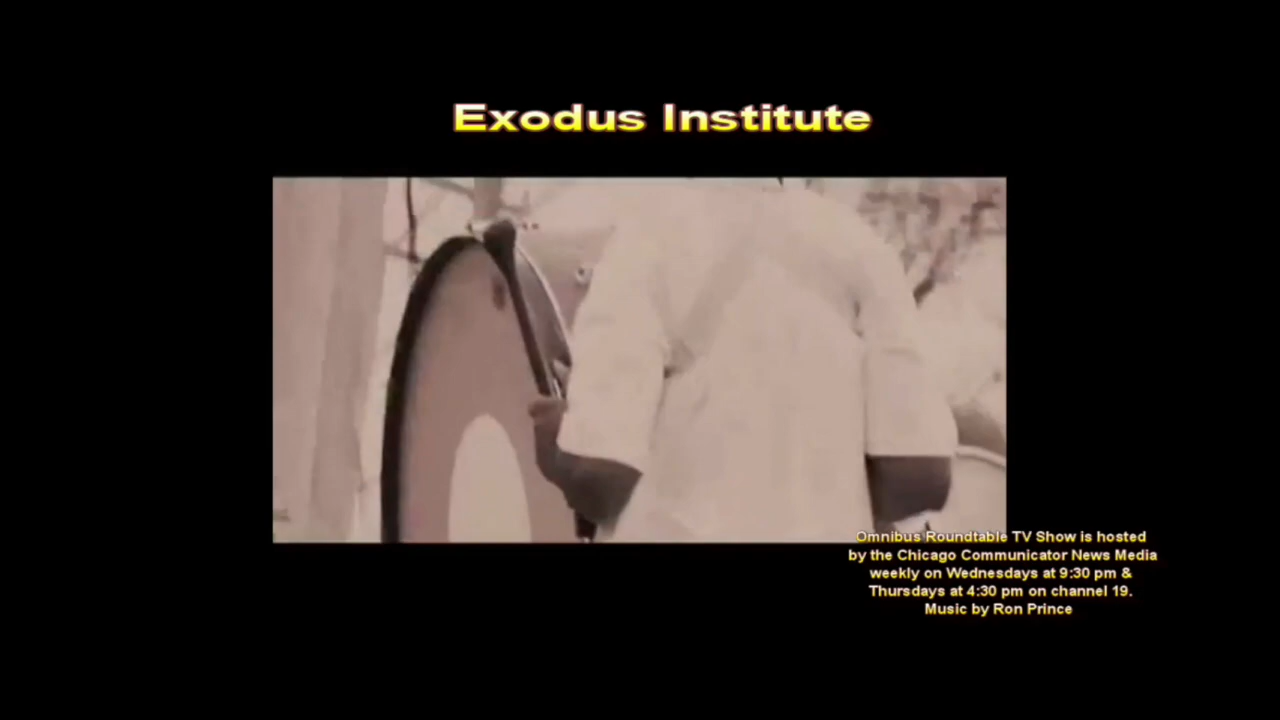 Exodus Institute
Omnibus Roundtable TV Show is hosted
by the Chicago Communicator News Media
weekly on Wednesdays at 9:30 pm &
Thursdays at 4:30 pm on channel 19.
Music by Ron Prince